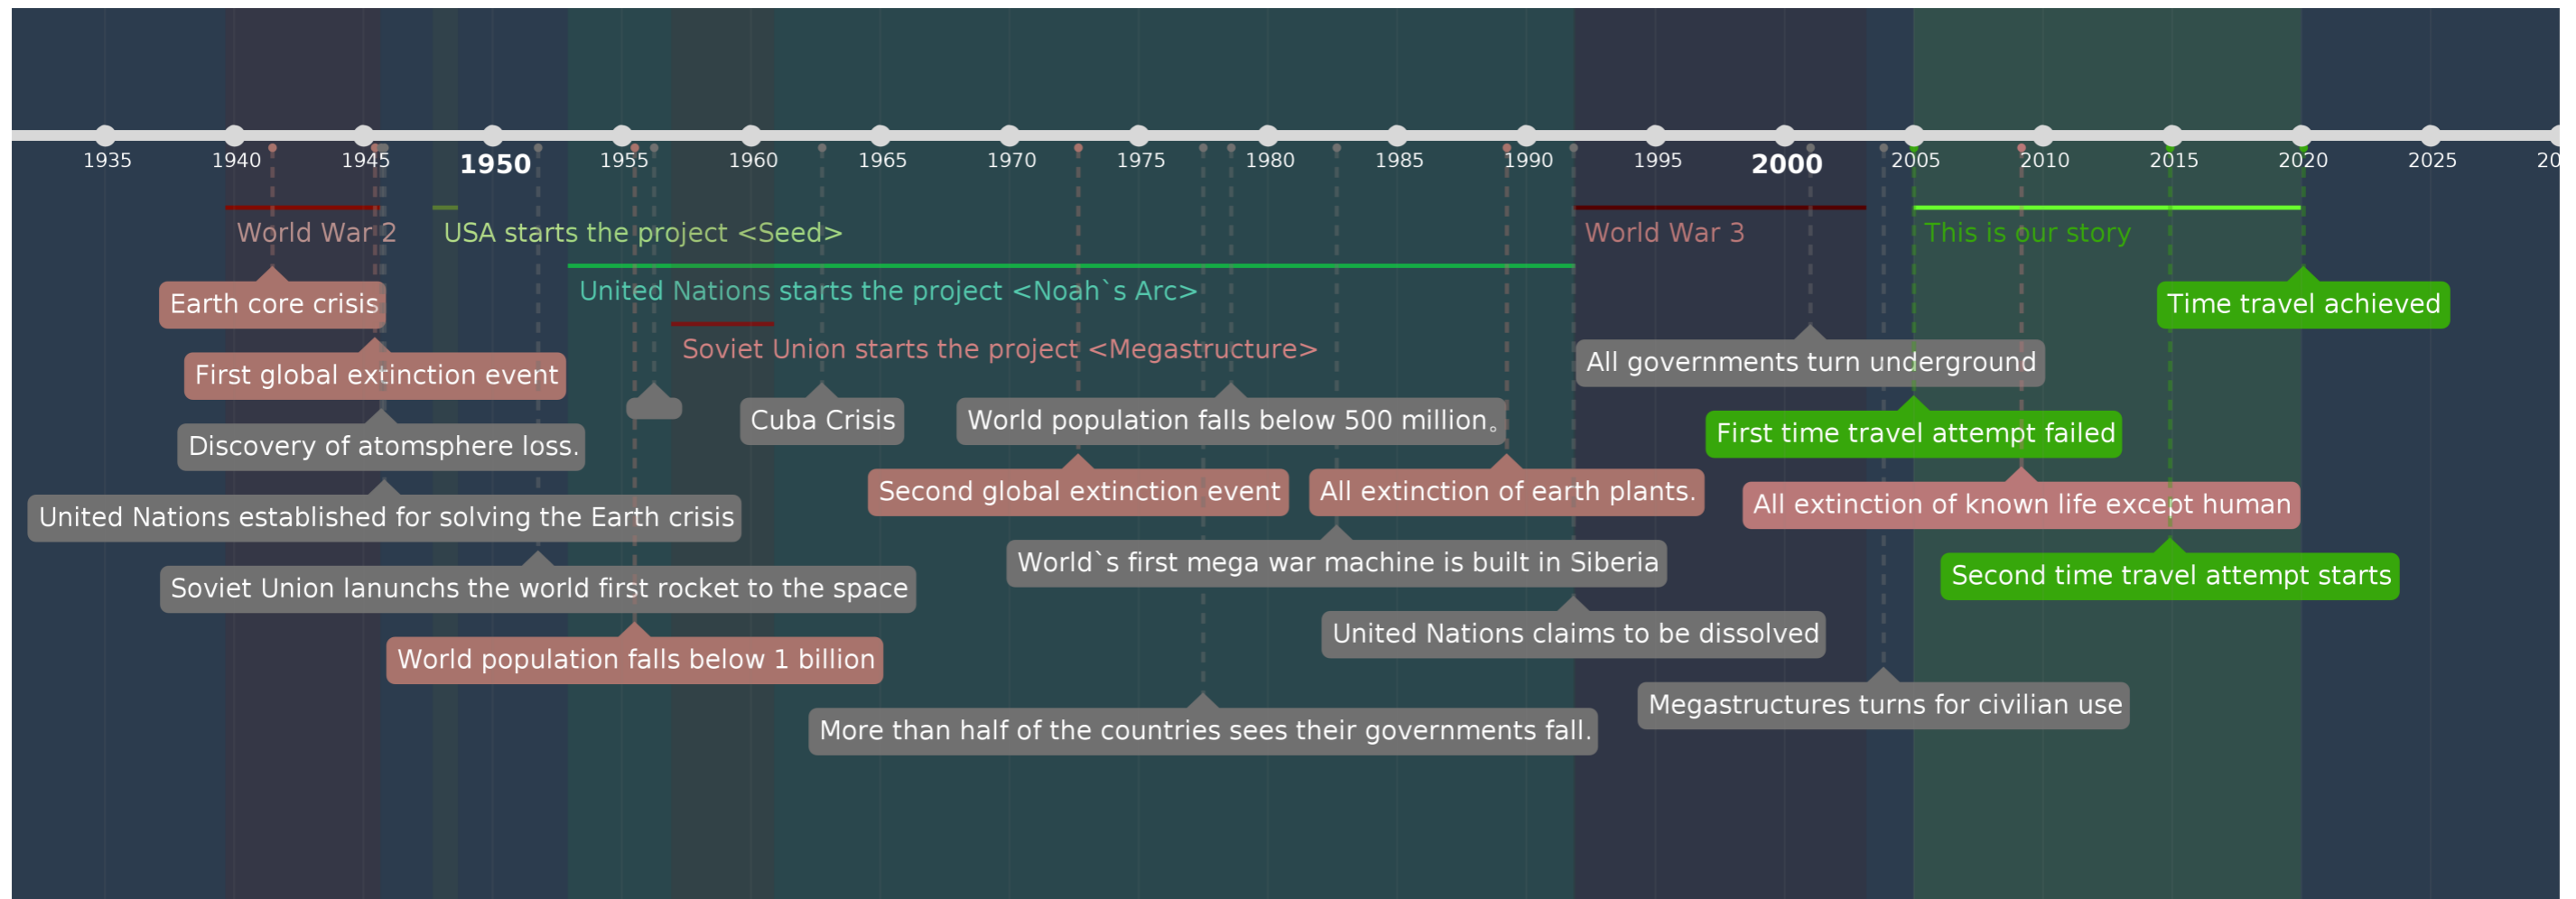 1935
1940
1945
1950
1955
1960
1965
1970
1975
1980
1985
1990
1995
2000
2005
2010
2015
2020
2025
20
World War 2
USA starts the project <Seed>
World War 3
This is our story
United Nations starts the project <Noah`s Arc>
Earth core crisis
Time travel achieved
Soviet Union starts the project <Megastructure>
All governments turn underground
First global extinction event
Cuba Crisis
World population falls below 500 million。
First time travel attempt failed
Discovery of atomsphere loss.
Second global extinction event
All extinction of earth plants.
All extinction of known life except human
United Nations established for solving the Earth crisis
World`s first mega war machine is built in Siberia
Second time travel attempt starts
Soviet Union lanunchs the world first rocket to the space
United Nations claims to be dissolved
World population falls below 1 billion
Megastructures turns for civilian use
More than half of the countries sees their governments fall.